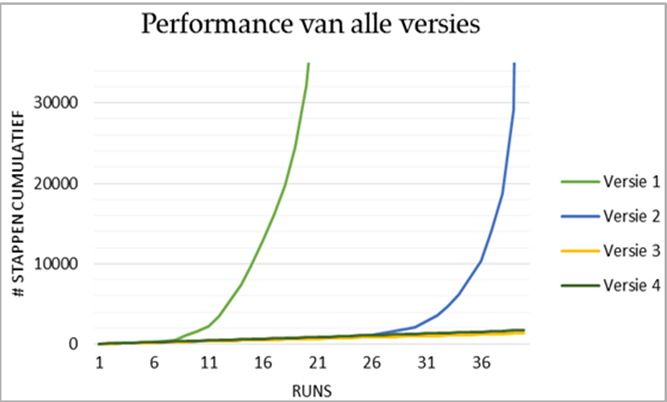 Performance van alle versies
# STAPPEN CUMULATIEF
30000
20000
10000
0
1 6 11 16 21 26 31 36
RUNS
Versie 1
Versie 2
Versie 3
Versie 4